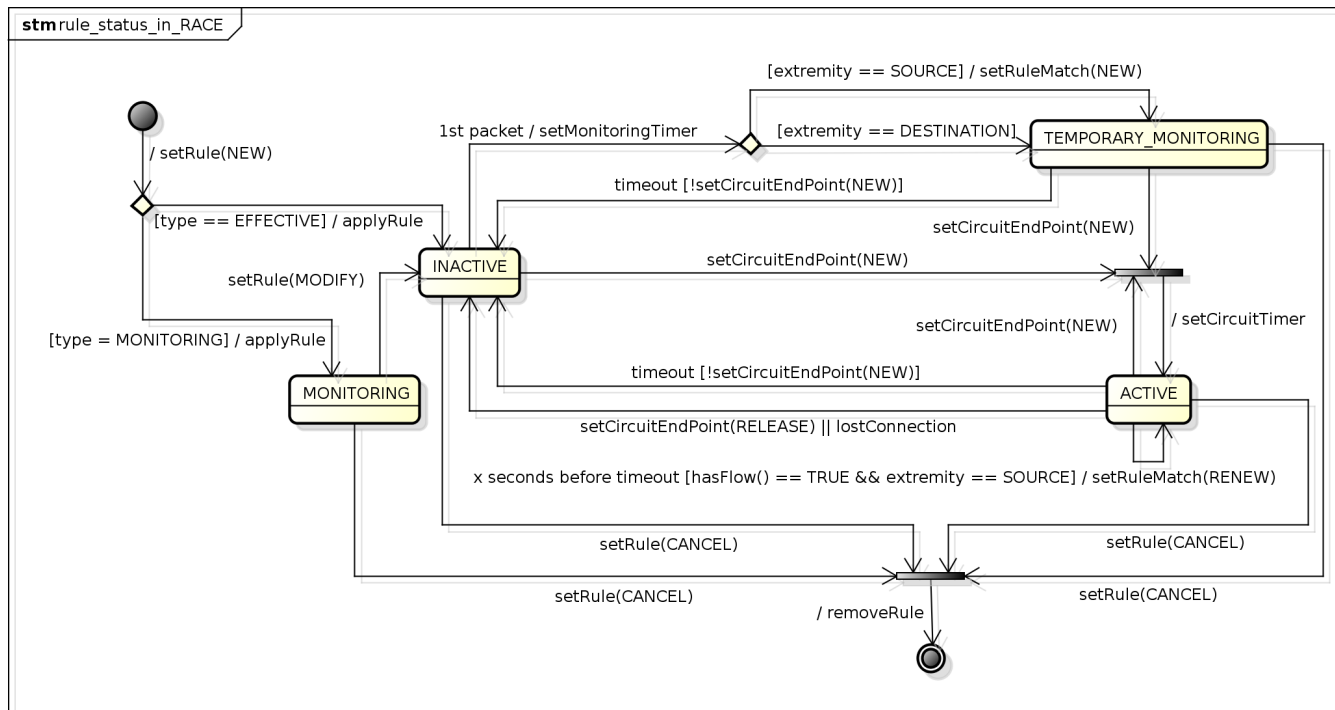 stm rule_status_in_RACE
[extremity == SOURCE] / setRuleMatch(NEW)
1st packet / setMonitoringTimer
[extremity == DESTINATION]
TEMPORARY_MONITORING
/ setRule(NEW)
timeout [!setCircuitEndPoint(NEW)]
[type == EFFECTIVE] / applyRule
setCircuitEndPoint(NEW)
INACTIVE
setCircuitEndPoint(NEW)
setRule(MODIFY)
setCircuitEndPoint(NEW)
/ setCircuitTimer
[type = MONITORING] / applyRule
timeout [!setCircuitEndPoint(NEW)]
MONITORING
ACTIVE
setCircuitEndPoint(RELEASE) || lostConnection
x seconds before timeout [hasFlow() == TRUE && extremity == SOURCE] / setRuleMatch(RENEW)
setRule(CANCEL)
setRule(CANCEL)
setRule(CANCEL)
setRule(CANCEL)
/ removeRule